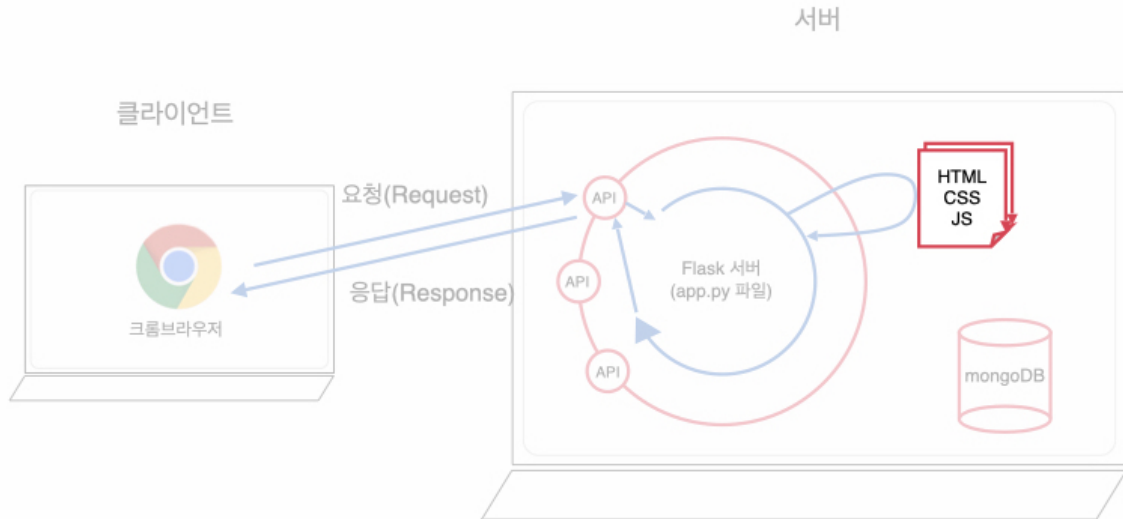 서버
클라이언트
요청(Request)
응답(Response)
크롬브라우저
API
API
API
Flask 서버
(app.py 파일)
HTML
CSS
JS
mongoDB